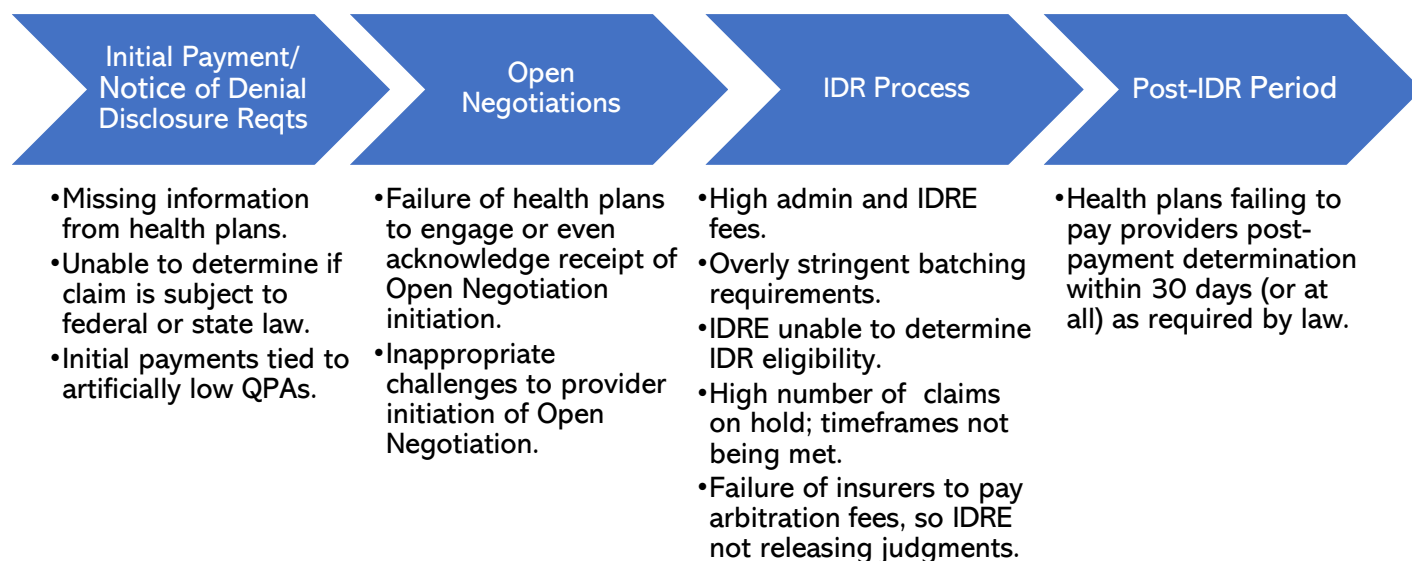 Initial Payment/
Notice of Denial
Disclosure Reqts
Open
Negotiations
IDR Process
Post-IDR Period
•Missing information
from health plans.
•Unable to determine if
claim is subject to
federal or state law.
•Initial payments tied to
artificially low QPAs.
•Failure of health plans
to engage or even
acknowledge receipt of
Open Negotiation
initiation.
•Inappropriate
challenges to provider
initiation of Open
Negotiation.
•High admin and IDRE
fees.
•Overly stringent batching
requirements.
•IDRE unable to determine
IDR eligibility.
•High number of claims
on hold; timeframes not
being met.
•Failure of insurers to pay
arbitration fees, so IDRE
not releasing judgments.
•Health plans failing to
pay providers post-
payment determination
within 30 days (or at
all) as required by law.